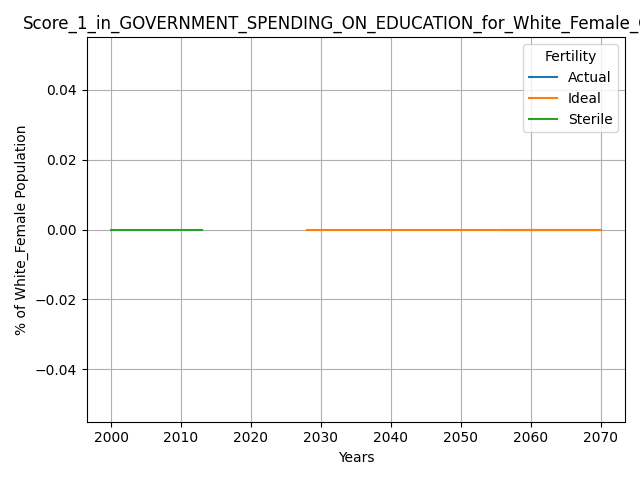 Score_1_in_GOVERNMENT_SPENDING_ON_EDUCATION_for_White_Female_
Fertility
Actual
Ideal
Sterile
0.04
0.02
0.00
−0.02
−0.04
% of White_Female Population
2000 2010 2020 2030 2040 2050 2060 2070
Years